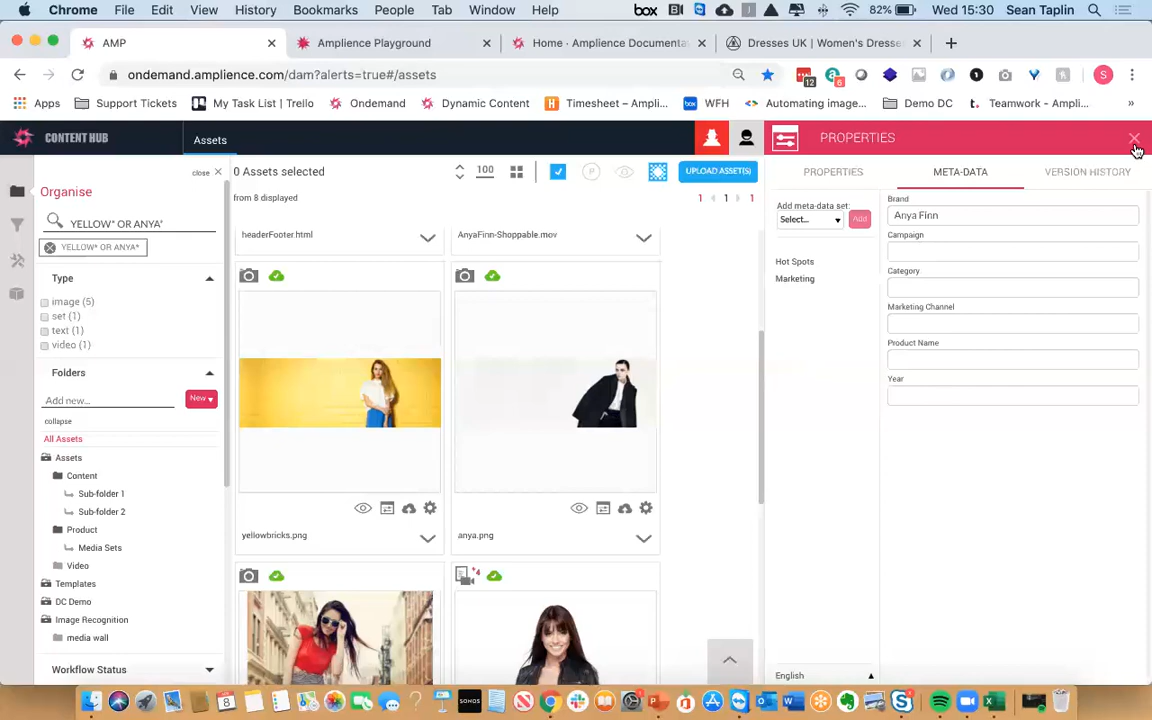 Chrome File Edit View History Bookmarks People Tab Window Help box 82% Wed 15:30 Sean Taplin
AMP Amplience Playground Home · Amplience Documenta Dresses UK | Women's Dresse
ondemand.amplience.com/dam?alerts=true#/assets 12 6 S
Apps Support Tickets My Task List | Trello Ondemand Dynamic Content Timesheet – Ampli... WFH Automating image... Demo DC Teamwork - Ampl...
CONTENT HUB Assets PROPERTIES
close 0 Assets selected 100 UPLOAD ASSET(S) PROPERTIES META-DATA VERSION HISTORY
Organise from 8 displayed 1 1 1 Brand
YELLOW* OR ANYA* Add meta-data set: Anya Finn
Select... Add
YELLOW* OR ANYA* headerFooter.html AnyaFinn-Shoppable.mov Campaign
Hot Spots
Type Marketing Category
image (5)
set (1) Marketing Channel
text (1)
video (1) Product Name
Folders Year
Add new... New
collapse
All Assets
Assets
Content
Sub-folder 1
Sub-folder 2
Product yellowbricks.png anya.png
Media Sets
Video
Templates *4
DC Demo
Image Recognition
media wall
Workflow Status English